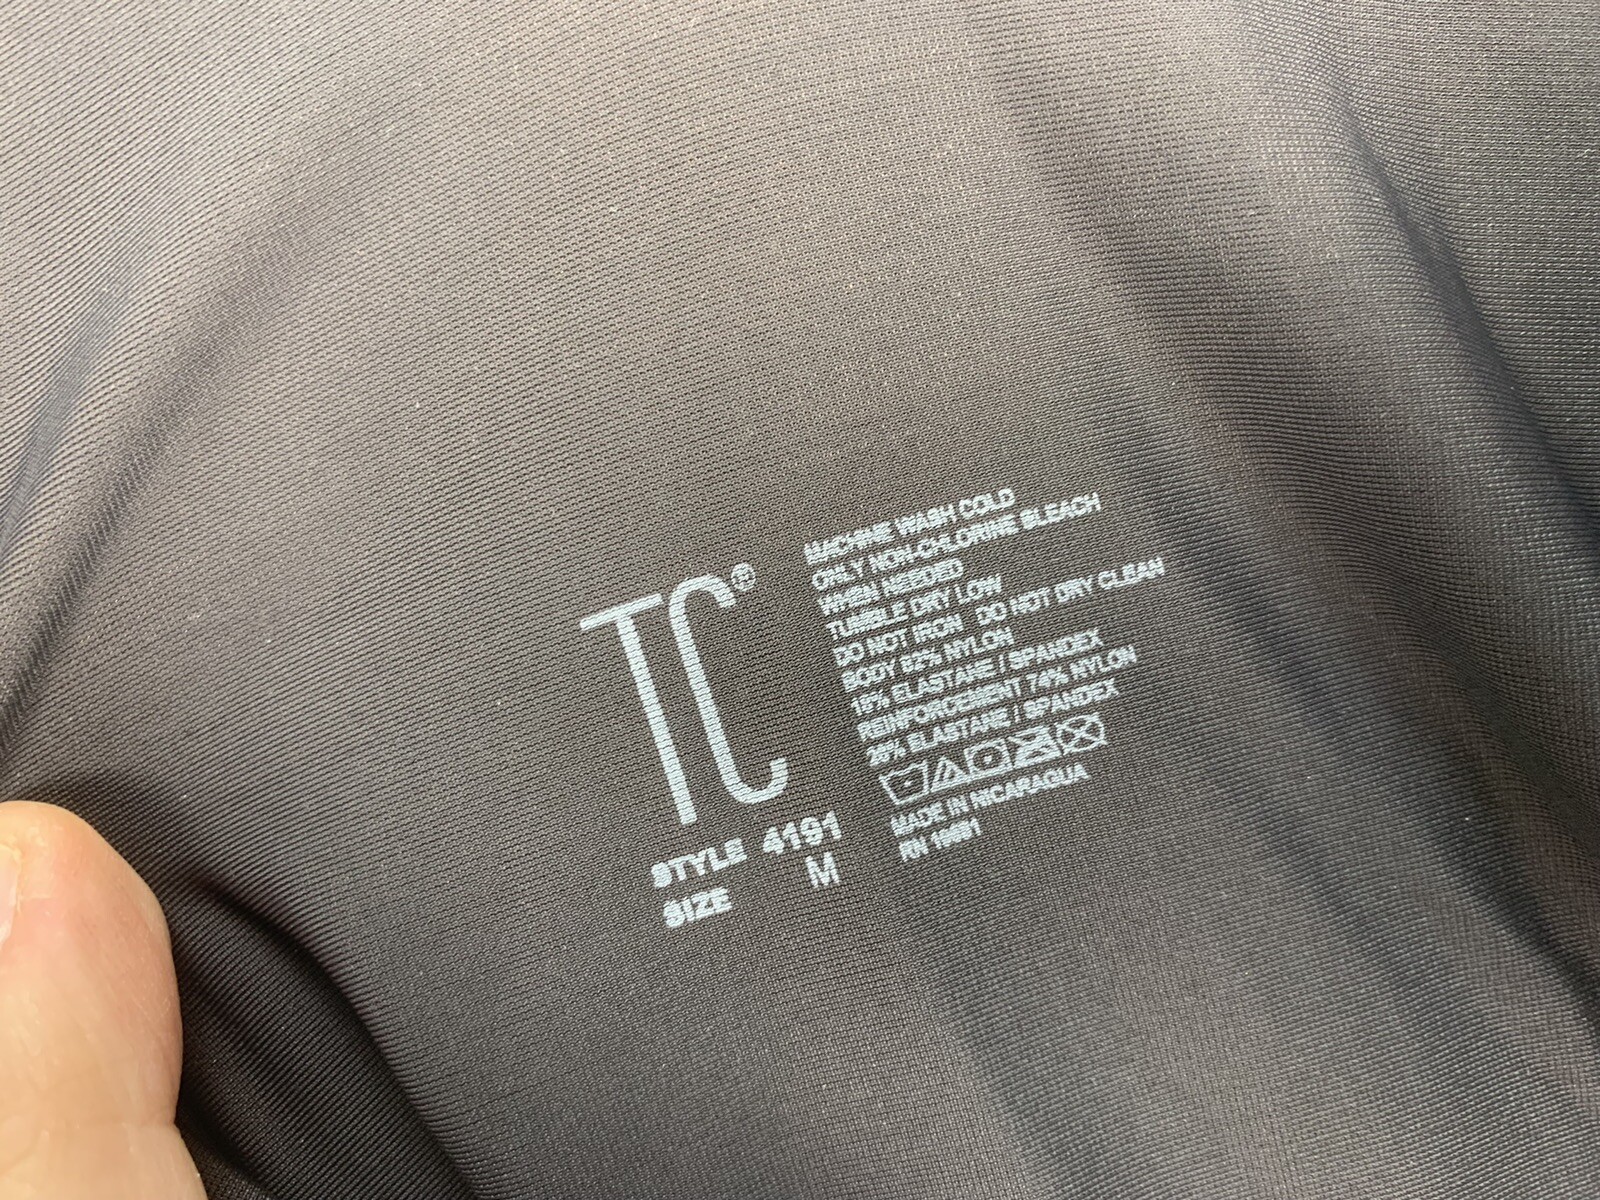 TC®
STYLE 4191
SIZE M
MACHINE WASH COLD
ONLY NON-CHLORINE BLEACH
WHEN NEEDED
TUMBLE DRY LOW
DO NOT IRON DO NOT DRY CLEAN
BODY 82% NYLON
18% ELASTANE / SPANDEX
REINFORCEMENT 74% NYLON
26% ELASTANE / SPANDEX
MADE IN NICARAGUA
RN